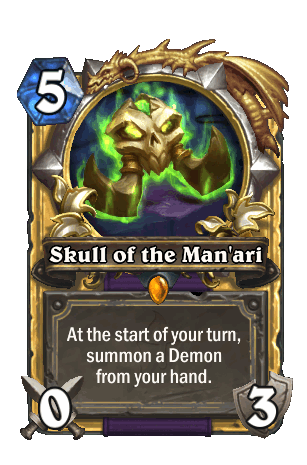 5
Skull of the Man'ari
At the start of your turn,
summon a Demon
from your hand.
0
3